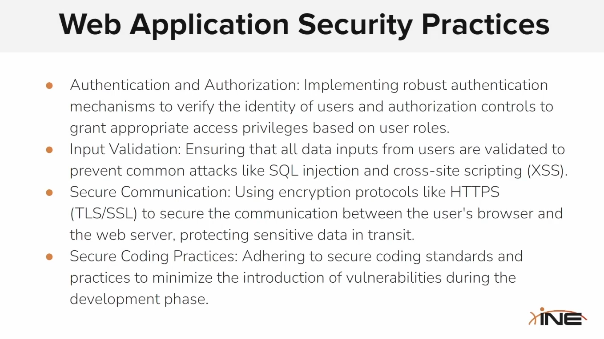 Web Application Security Practices
● Authentication and Authorization: Implementing robust authentication
mechanisms to verify the identity of users and authorization controls to
grant appropriate access privileges based on user roles.
● Input Validation: Ensuring that all data inputs from users are validated to
prevent common attacks like SQL injection and cross-site scripting (XSS).
● Secure Communication: Using encryption protocols like HTTPS
(TLS/SSL) to secure the communication between the user's browser and
the web server, protecting sensitive data in transit.
● Secure Coding Practices: Adhering to secure coding standards and
practices to minimize the introduction of vulnerabilities during the
development phase.
INE